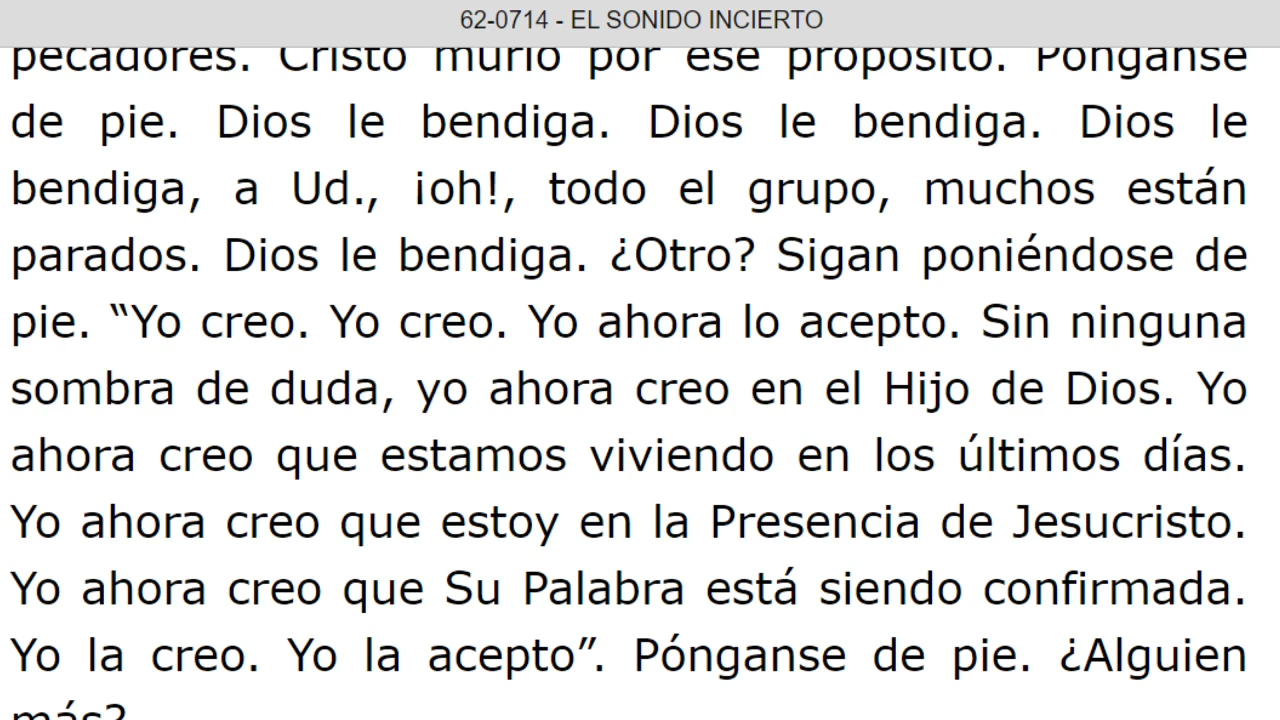 62-0714 - EL SONIDO INCIERTO
pecadores. Cristo murió por ese propósito. Pónganse
de pie. Dios le bendiga. Dios le bendiga. Dios le
bendiga, a Ud., ¡oh!, todo el grupo, muchos están
parados. Dios le bendiga. ¿Otro? Sigan poniéndose de
pie. “Yo creo. Yo creo. Yo ahora lo acepto. Sin ninguna
sombra de duda, yo ahora creo en el Hijo de Dios. Yo
ahora creo que estamos viviendo en los últimos días.
Yo ahora creo que estoy en la Presencia de Jesucristo.
Yo ahora creo que Su Palabra está siendo confirmada.
Yo la creo. Yo la acepto”. Pónganse de pie. ¿Alguien
más?